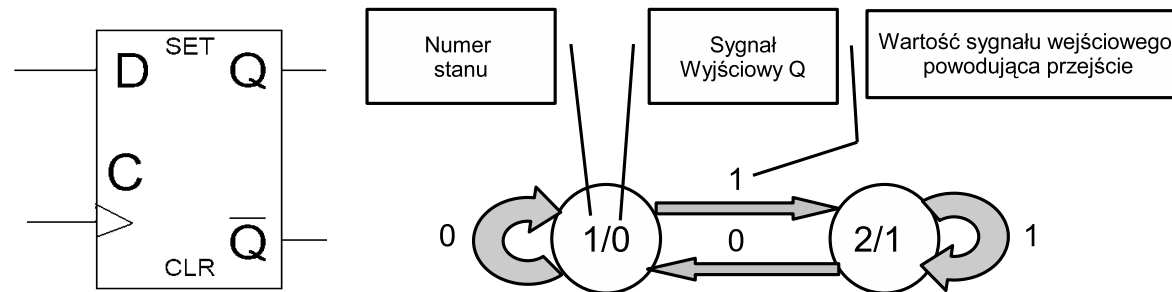 SET
D
Q
C
Q
CLR
Numer
stanu
Sygnał
Wyjściowy Q
Wartość sygnału wejściowego
powodująca przejście
1
0
1/0
0
2/1
1